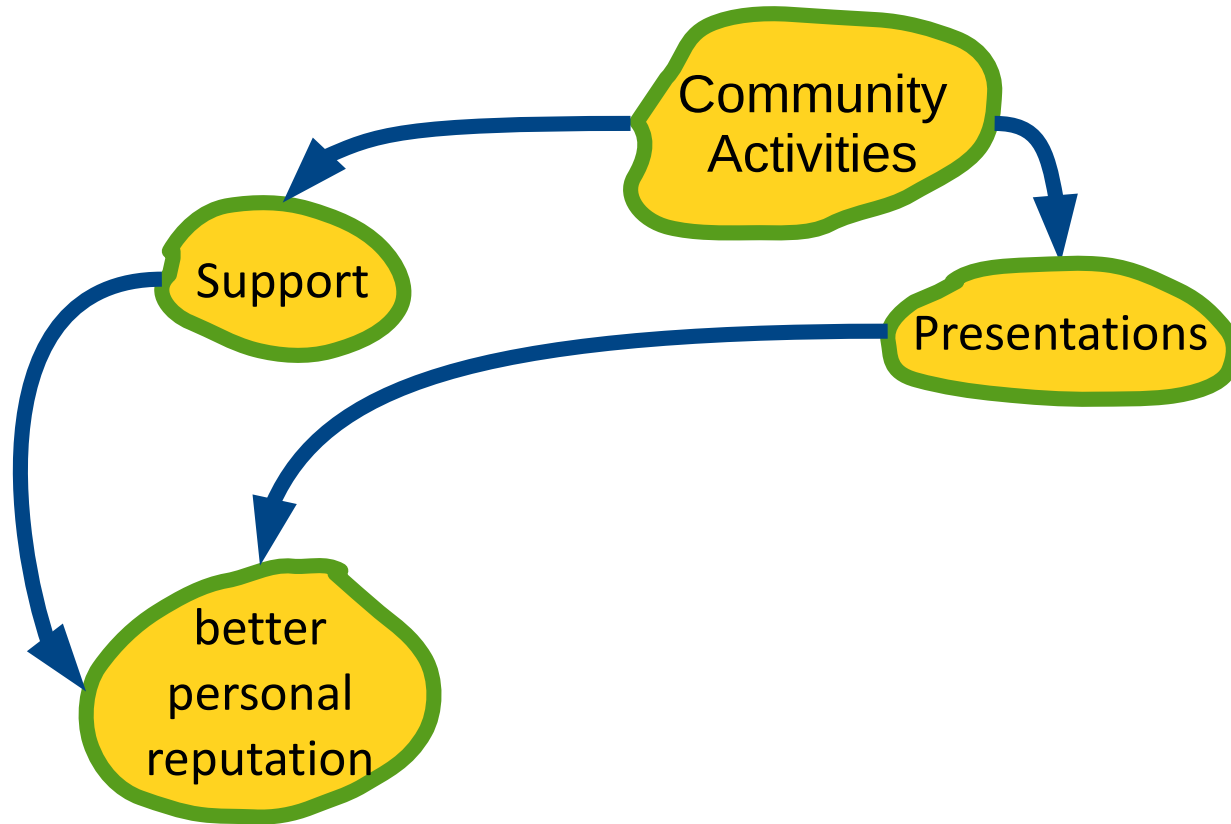 Community
Activities
Support
Presentations
better
personal
reputation